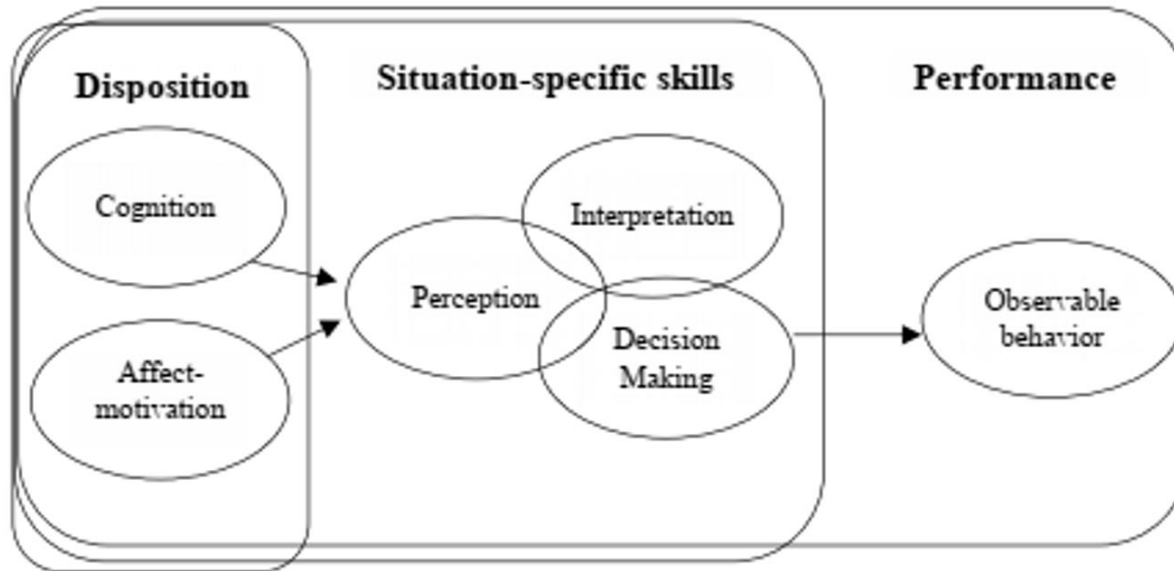 Disposition
Situation-specific skills
Performance
Cognition
Affect-
motivation
Perception
Interpretation
Decision
Making
Observable
behavior